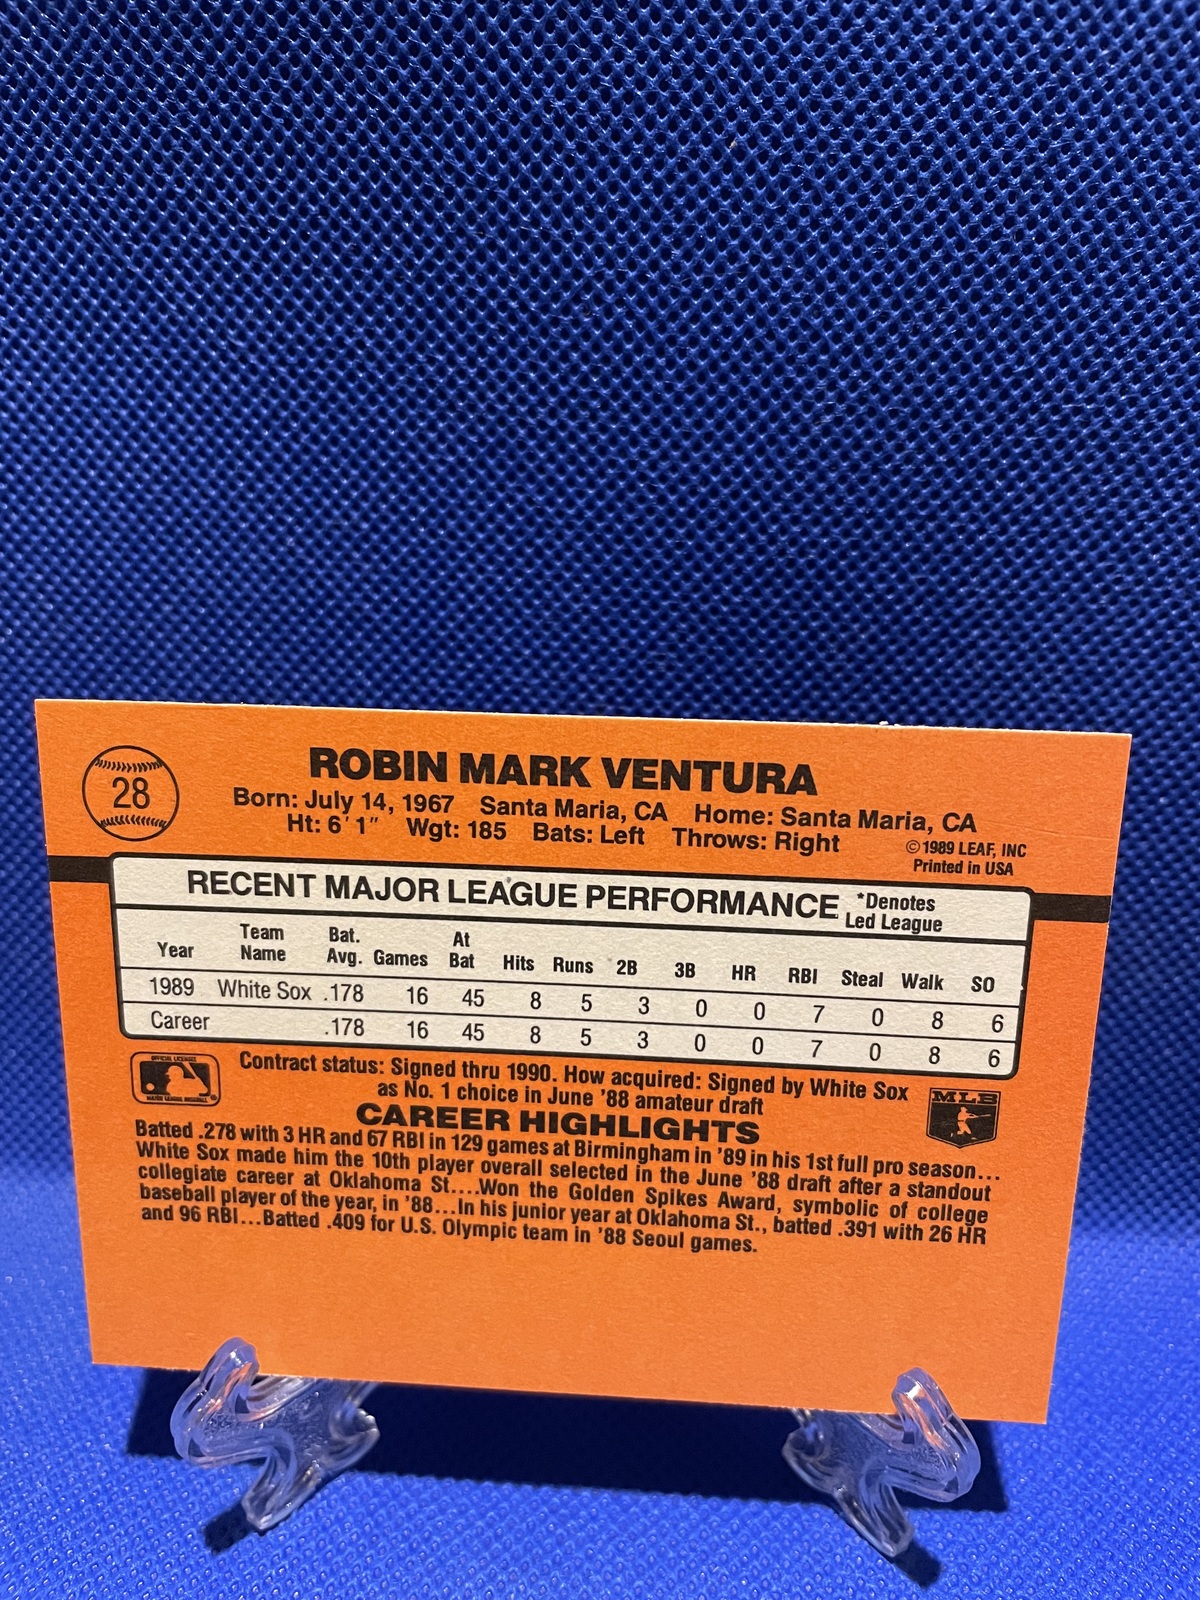 28
ROBIN MARK VENTURA
Born: July 14, 1967 Santa Maria, CA Home: Santa Maria, CA
Ht: 6' 1" Wgt: 185 Bats: Left Throws: Right
© 1989 LEAF, INC
Printed in USA
RECENT MAJOR LEAGUE PERFORMANCE *Denotes Led League
Year Team Name Bat. Avg. Games At Bat Hits Runs 2B 3B HR RBI Steal Walk SO
1989 White Sox .178 16 45 8 5 3 0 0 7 0 8 6
Career .178 16 45 8 5 3 0 0 7 0 8 6
OFFICIAL LICENSEE
MAJOR LEAGUE BASEBALL
Contract status: Signed thru 1990. How acquired: Signed by White Sox
as No. 1 choice in June '88 amateur draft
MLB
CAREER HIGHLIGHTS
Batted .278 with 3 HR and 67 RBI in 129 games at Birmingham in '89 in his 1st full pro season...
White Sox made him the 10th player overall selected in the June '88 draft after a standout
collegiate career at Oklahoma St....Won the Golden Spikes Award, symbolic of college
baseball player of the year, in '88...In his junior year at Oklahoma St., batted .391 with 26 HR
and 96 RBI...Batted .409 for U.S. Olympic team in '88 Seoul games.